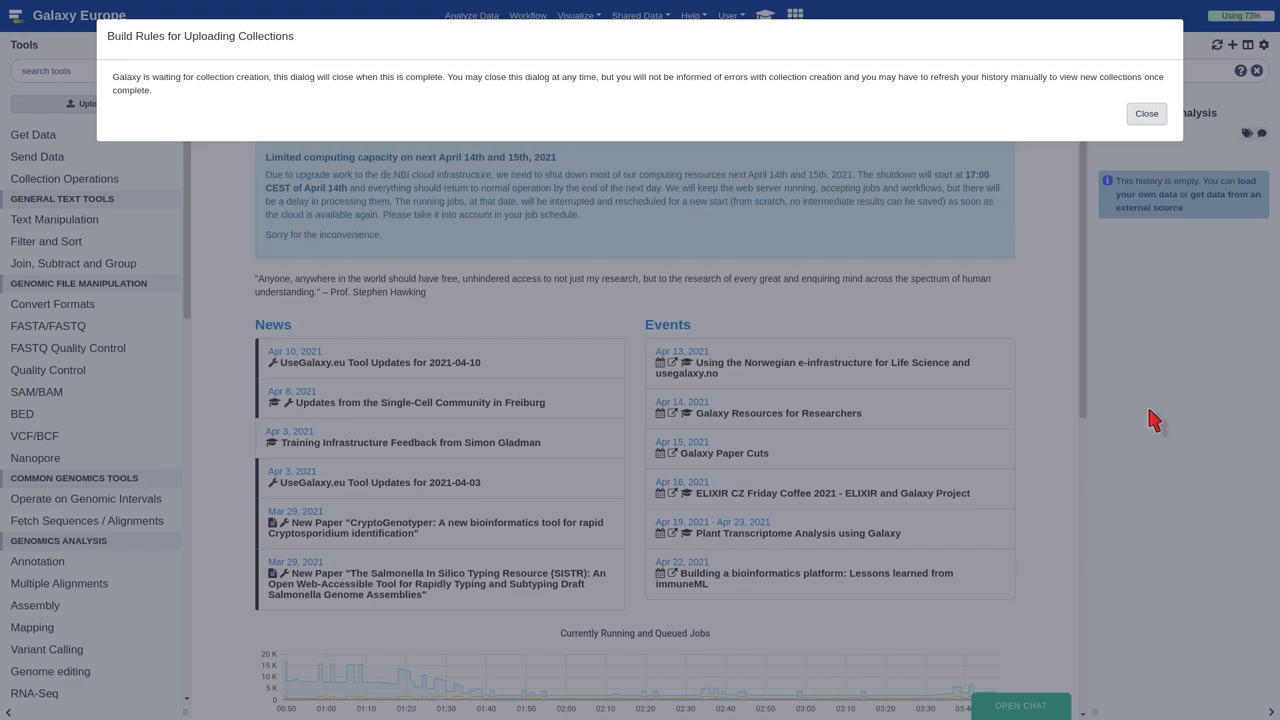 Galaxy Europe
Analyze Data Workflow Visualize Shared Data Help User
Using 73%
Build Rules for Uploading Collections
Galaxy is waiting for collection creation, this dialog will close when this is complete. You may close this dialog at any time, but you will not be informed of errors with collection creation and you may have to refresh your history manually to view new collections once
complete.
Close
Tools
search tools
Get Data
Send Data
Collection Operations
GENERAL TEXT TOOLS
Text Manipulation
Filter and Sort
Join, Subtract and Group
GENOMIC FILE MANIPULATION
Convert Formats
FASTA/FASTQ
FASTQ Quality Control
Quality Control
SAM/BAM
BED
VCF/BCF
Nanopore
COMMON GENOMICS TOOLS
Operate on Genomic Intervals
Fetch Sequences / Alignments
GENOMICS ANALYSIS
Annotation
Multiple Alignments
Assembly
Mapping
Variant Calling
Genome editing
RNA-Seq
Limited computing capacity on next April 14th and 15th, 2021
Due to upgrade work to the de.NBI cloud infrastructure, we need to shut down most of our computing resources next April 14th and 15th, 2021. The shutdown will start at 17:00
CEST of April 14th and everything should return to normal operation by the end of the next day. We will keep the web server running, accepting jobs and workflows, but there will
be a delay in processing them. The running jobs, at that date, will be interrupted and rescheduled for a new start (from scratch, no intermediate results can be saved) as soon as
the cloud is available again. Please take it into account in your job schedule.
Sorry for the inconvenience.
"Anyone, anywhere in the world should have free, unhindered access to not just my research, but to the research of every great and enquiring mind across the spectrum of human
understanding." – Prof. Stephen Hawking
News
Apr 10, 2021
UseGalaxy.eu Tool Updates for 2021-04-10
Apr 8, 2021
Updates from the Single-Cell Community in Freiburg
Apr 3, 2021
Training Infrastructure Feedback from Simon Gladman
Apr 3, 2021
UseGalaxy.eu Tool Updates for 2021-04-03
Mar 29, 2021
New Paper "CryptoGenotyper: A new bioinformatics tool for rapid
Cryptosporidium identification"
Mar 29, 2021
New Paper "The Salmonella In Silico Typing Resource (SISTR): An
Open Web-Accessible Tool for Rapidly Typing and Subtyping Draft
Salmonella Genome Assemblies"
Events
Apr 13, 2021
Using the Norwegian e-infrastructure for Life Science and
usegalaxy.no
Apr 14, 2021
Galaxy Resources for Researchers
Apr 15, 2021
Galaxy Paper Cuts
Apr 16, 2021
ELIXIR CZ Friday Coffee 2021 - ELIXIR and Galaxy Project
Apr 19, 2021 - Apr 23, 2021
Plant Transcriptome Analysis using Galaxy
Apr 22, 2021
Building a bioinformatics platform: Lessons learned from
immuneML
Currently Running and Queued Jobs
20 K
15 K
10 K
5 K
0
00:50 01:00 01:10 01:20 01:30 01:40 01:50 02:00 02:10 02:20 02:30 02:40 02:50 03:00 03:10 03:20 03:30
OPEN CHAT
This history is empty. You can load
your own data or get data from an
external source